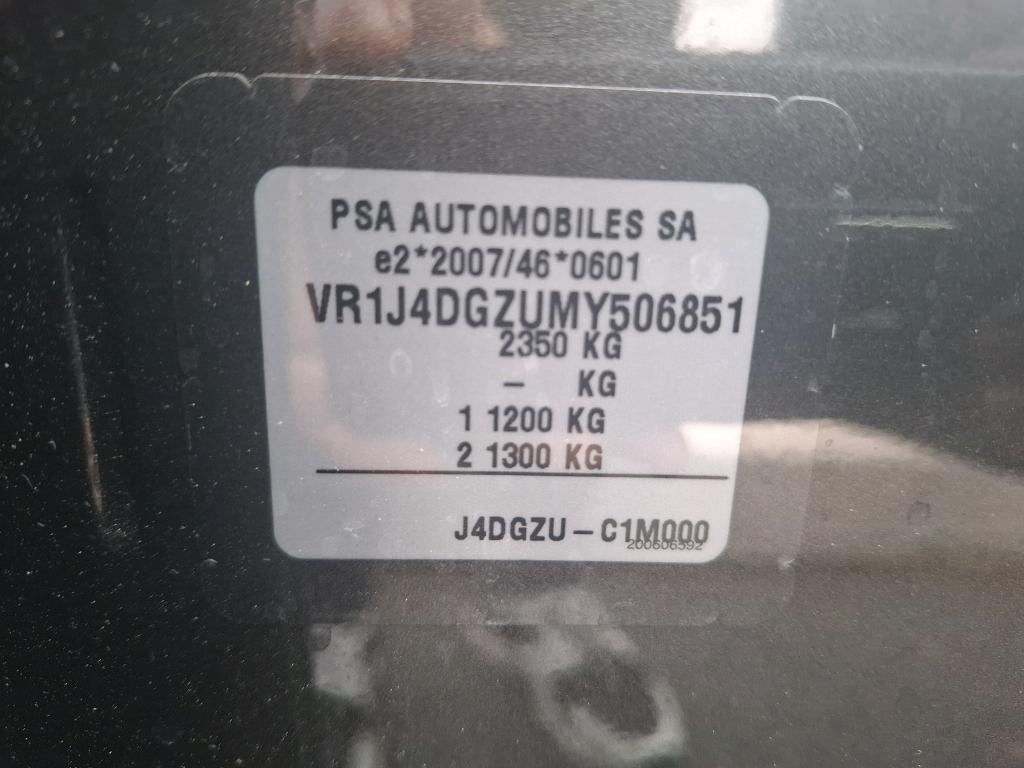 PSA AUTOMOBILES SA
e2*2007/46*0601
VR1J4DGZUMY506851
2350 KG
– KG
1 1200 KG
2 1300 KG
J4DGZU – C1M000
200606592